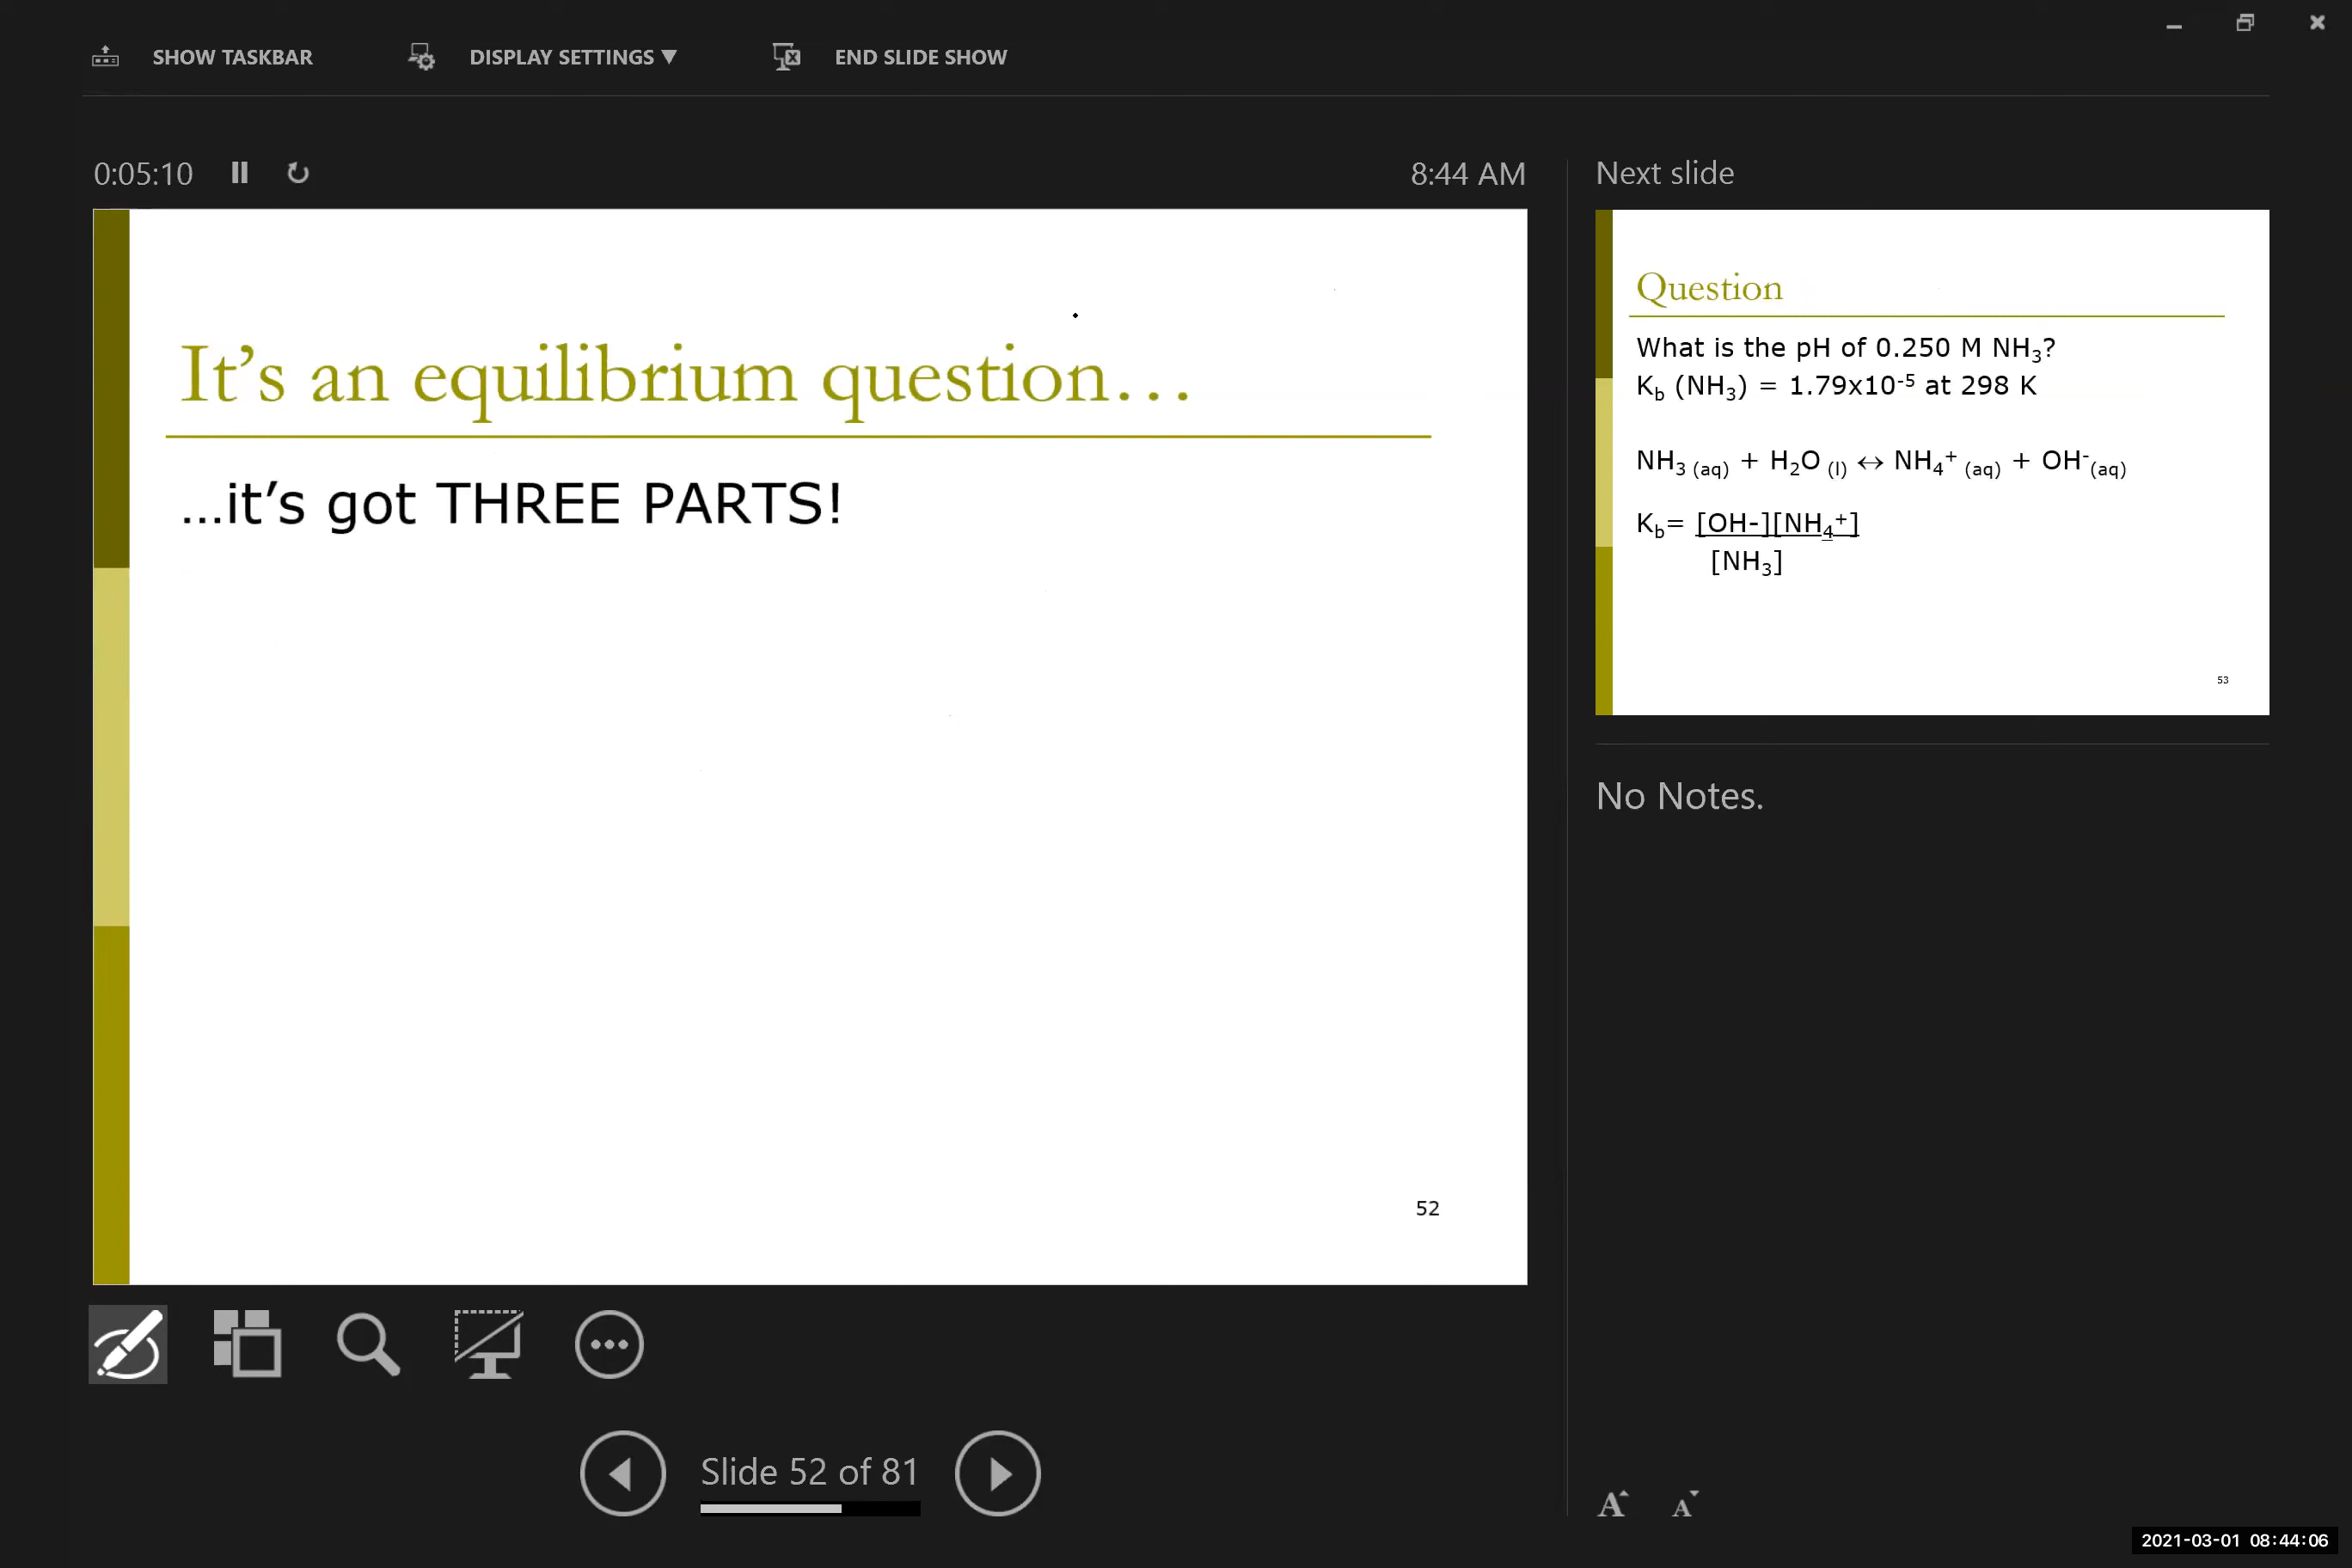 SHOW TASKBAR
DISPLAY SETTINGS ▼
END SLIDE SHOW
0:05:10
8:44 AM
It’s an equilibrium question…
…it’s got THREE PARTS!
52
Slide 52 of 81
Next slide
Question
What is the pH of 0.250 M NH₃?
K_b (NH₃) = 1.79x10⁻⁵ at 298 K
NH₃ (aq) + H₂O (l) ↔ NH₄⁺ (aq) + OH⁻(aq)
K_b= [OH-][NH₄⁺]
[NH₃]
53
No Notes.
A A
2021-03-01 08:44:06